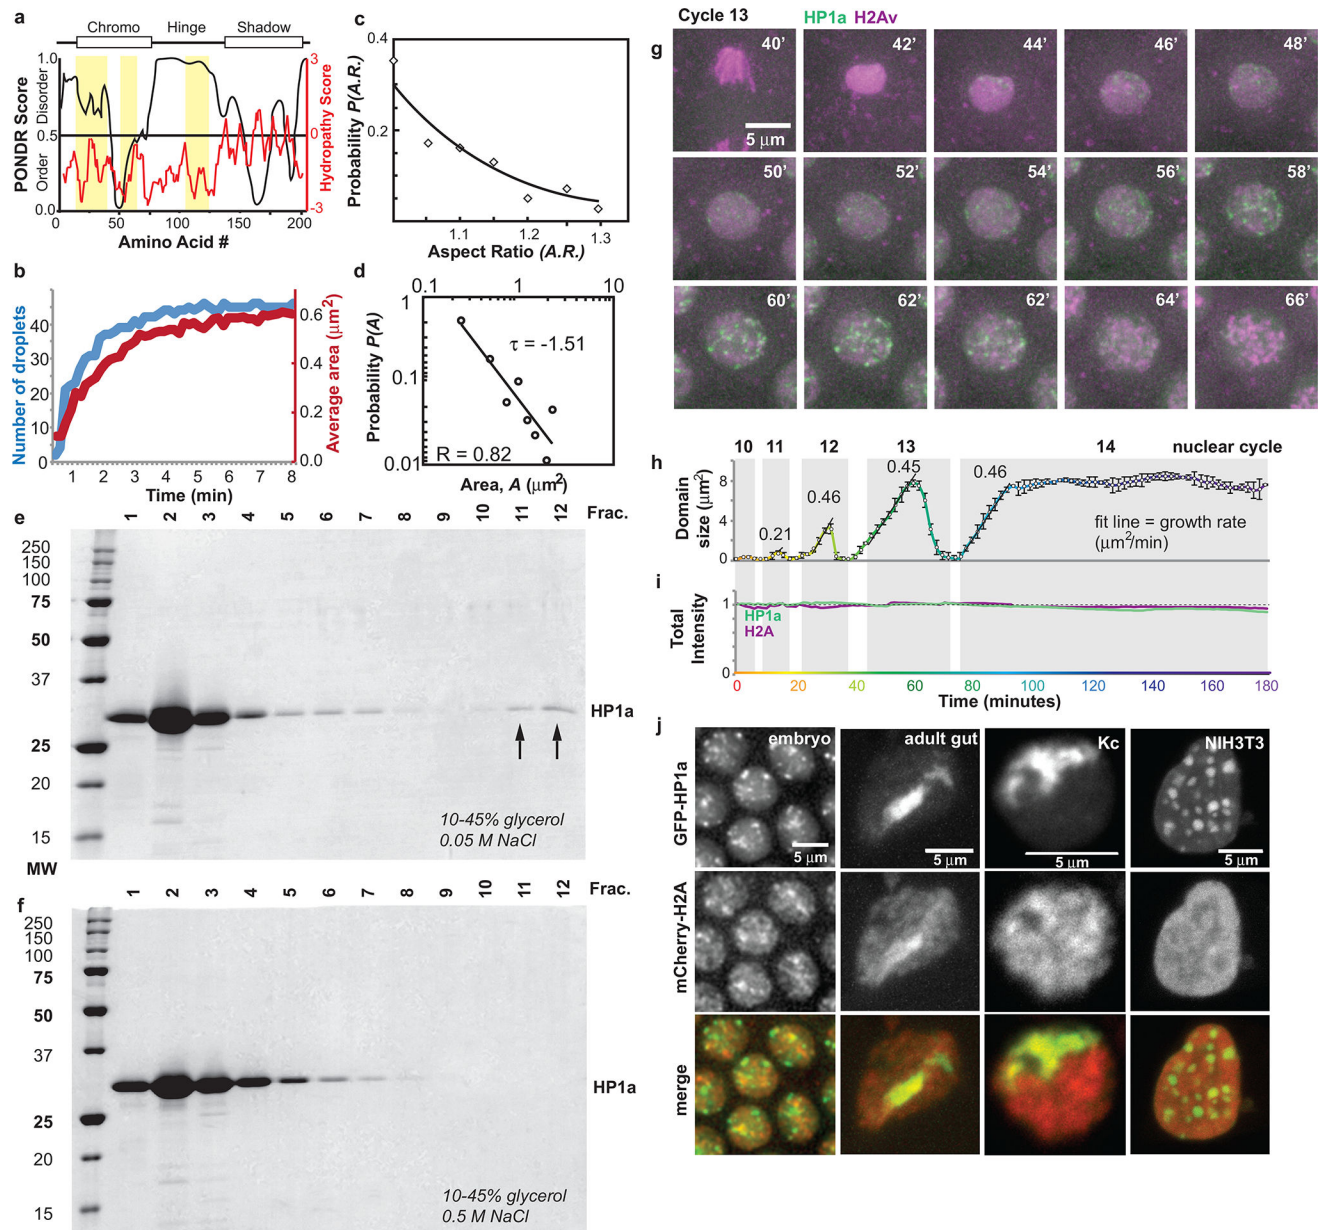 a
Chromo
Hinge
Shadow
PONDR Score
Disorder
Order
1.0
0.5
0.0
3
0
-3
Hydropathy Score
0
50
100
150
200
Amino Acid #
b
Number of droplets
40
30
20
10
0
0.6
0.4
0.2
0.0
Average area (μm²)
1 2 3 4 5 6 7 8
Time (min)
c
Probability P(A.R.)
0.4
0.2
0
1.1 1.2 1.3
Aspect Ratio (A.R.)
d
0.1 1 10
Probability P(A)
1
0.1
0.01
τ = -1.51
R = 0.82
Area, A (μm²)
e
1 2 3 4 5 6 7 8 9 10 11 12 Frac.
250
150
100
75
50
37
25
20
15
HP1a
10-45% glycerol
0.05 M NaCl
MW
f
1 2 3 4 5 6 7 8 9 10 11 12 Frac.
250
150
100
75
50
37
25
20
15
HP1a
10-45% glycerol
0.5 M NaCl
g
Cycle 13
HP1a H2Av
40’ 42’ 44’ 46’ 48’
5 μm
50’ 52’ 54’ 56’ 58’
60’ 62’ 62’ 64’ 66’
h
10 11 12 13 14 nuclear cycle
Domain
size (μm²)
8
4
0
0.21
0.46
0.45
0.46
fit line = growth rate
(μm²/min)
i
Total
Intensity
1
0
HP1a
H2A
0 20 40 60 80 100 120 140 160 180
Time (minutes)
j
embryo
adult gut
Kc
NIH3T3
GFP-HP1a
5 μm
5 μm
5 μm
5 μm
mCherry-H2A
merge